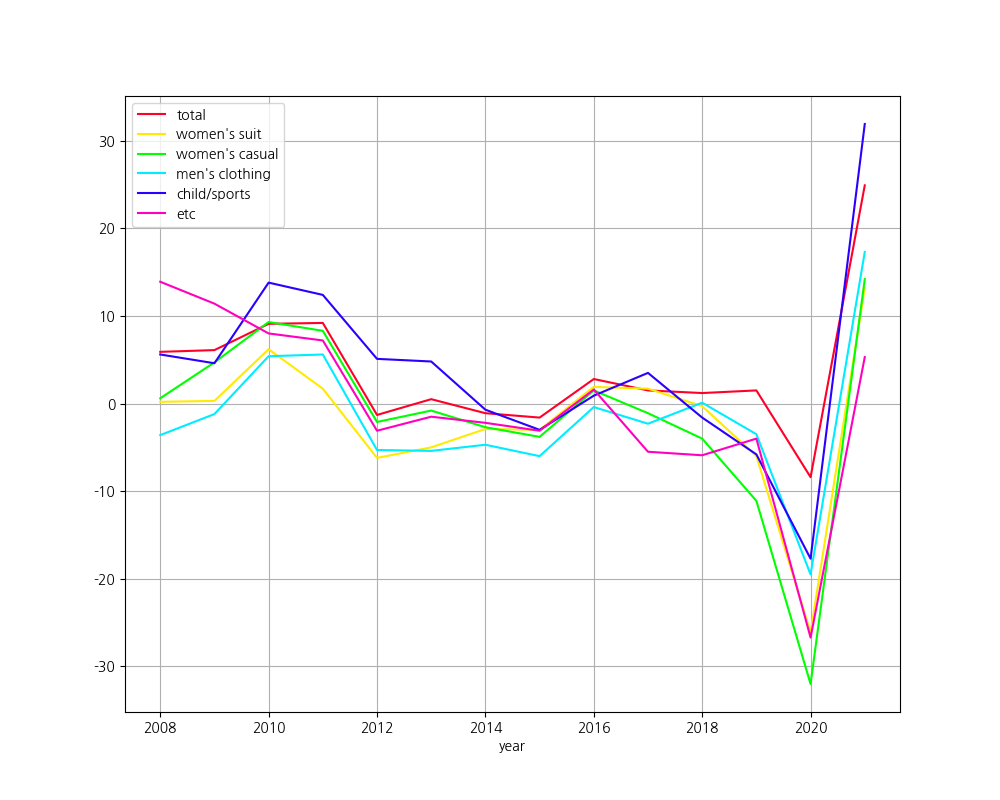 total
women's suit
women's casual
men's clothing
child/sports
etc
30
20
10
0
-10
-20
-30
2008 2010 2012 2014 2016 2018 2020
year